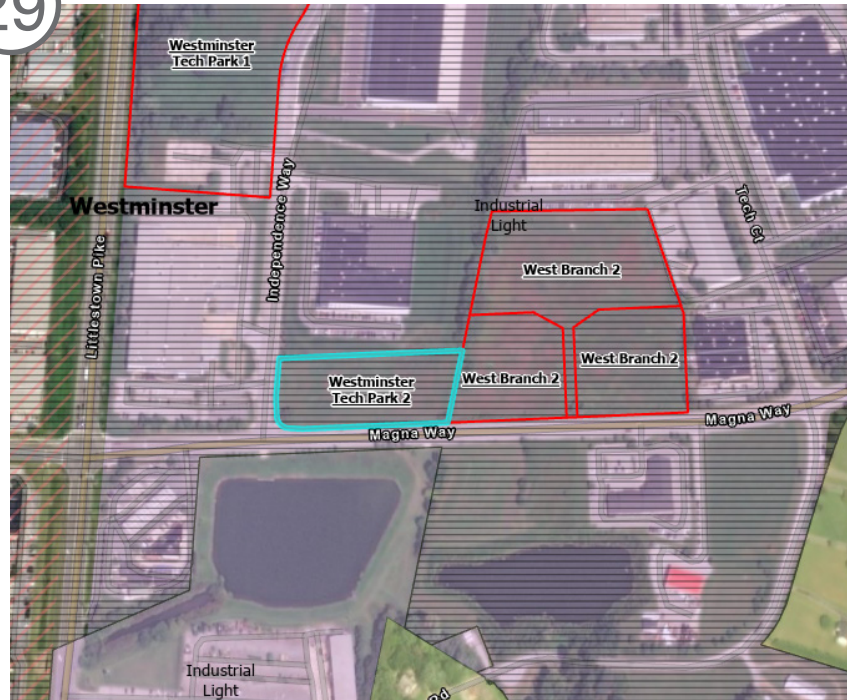 29
Westminster
Tech Park 1
Westminster
Independence Way
Littlestown Pike
Industrial
Light
Tech Ct
West Branch 2
West Branch 2
West Branch 2
Westminster
Tech Park 2
Magna Way
Magna Way
Industrial
Light
Rd